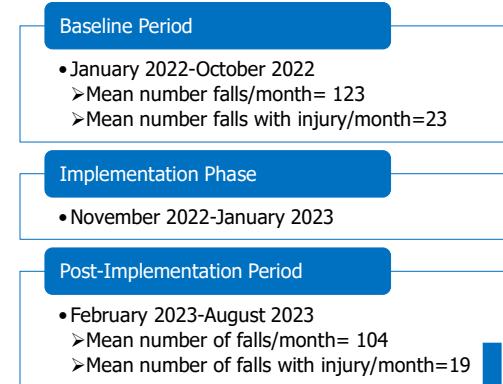 Baseline Period
•January 2022-October 2022
➢Mean number falls/month= 123
➢Mean number falls with injury/month=23
Implementation Phase
•November 2022-January 2023
Post-Implementation Period
•February 2023-August 2023
➢Mean number of falls/month= 104
➢Mean number of falls with injury/month=19